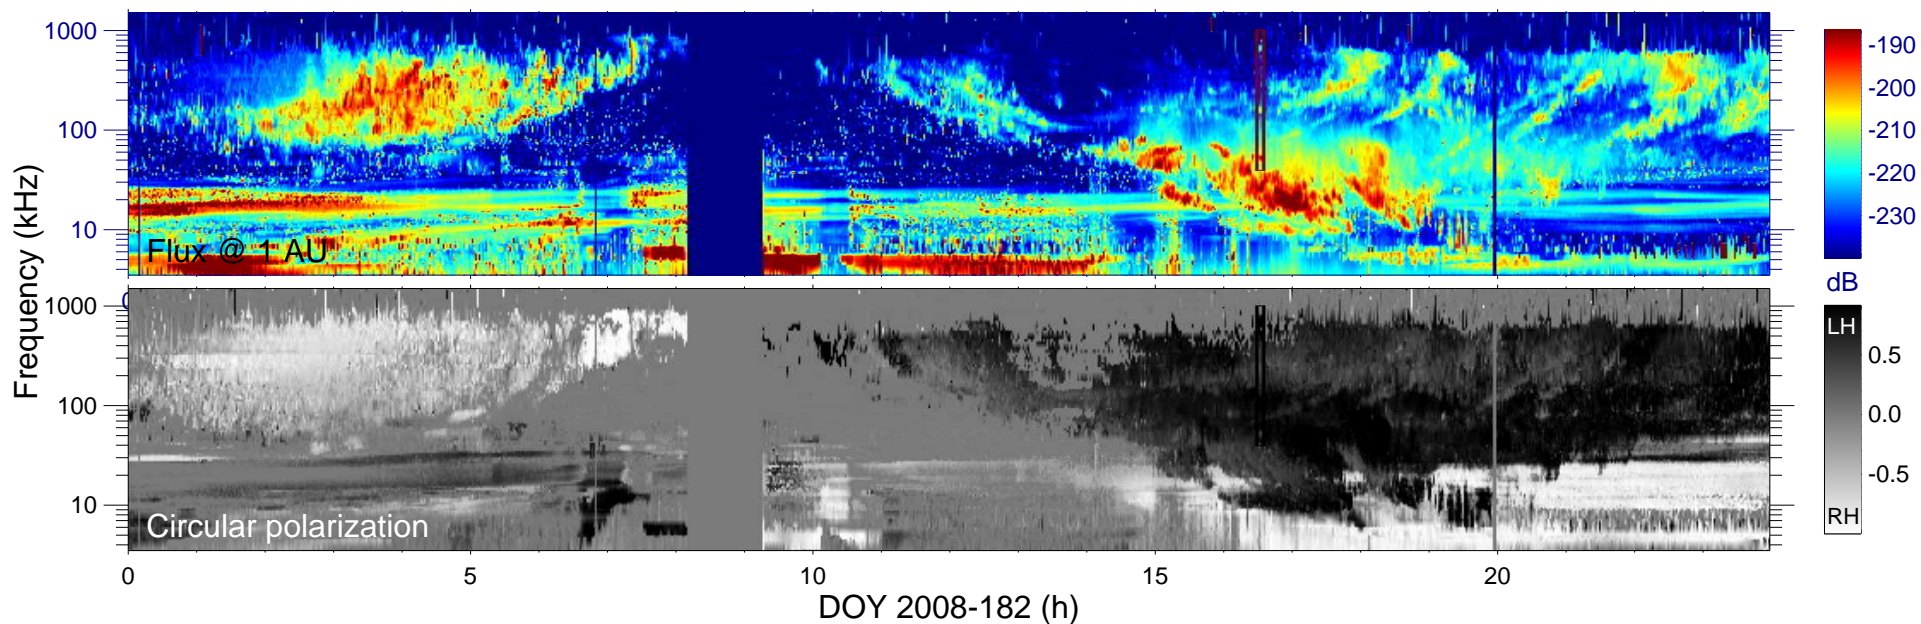 1000
100
10
Flux @ 1 AU
-190
-200
-210
-220
-230
dB
Frequency (kHz)
0
1000
100
10
Circular polarization
LH
0.5
0.0
-0.5
RH
0 5 10 15 20
DOY 2008-182 (h)